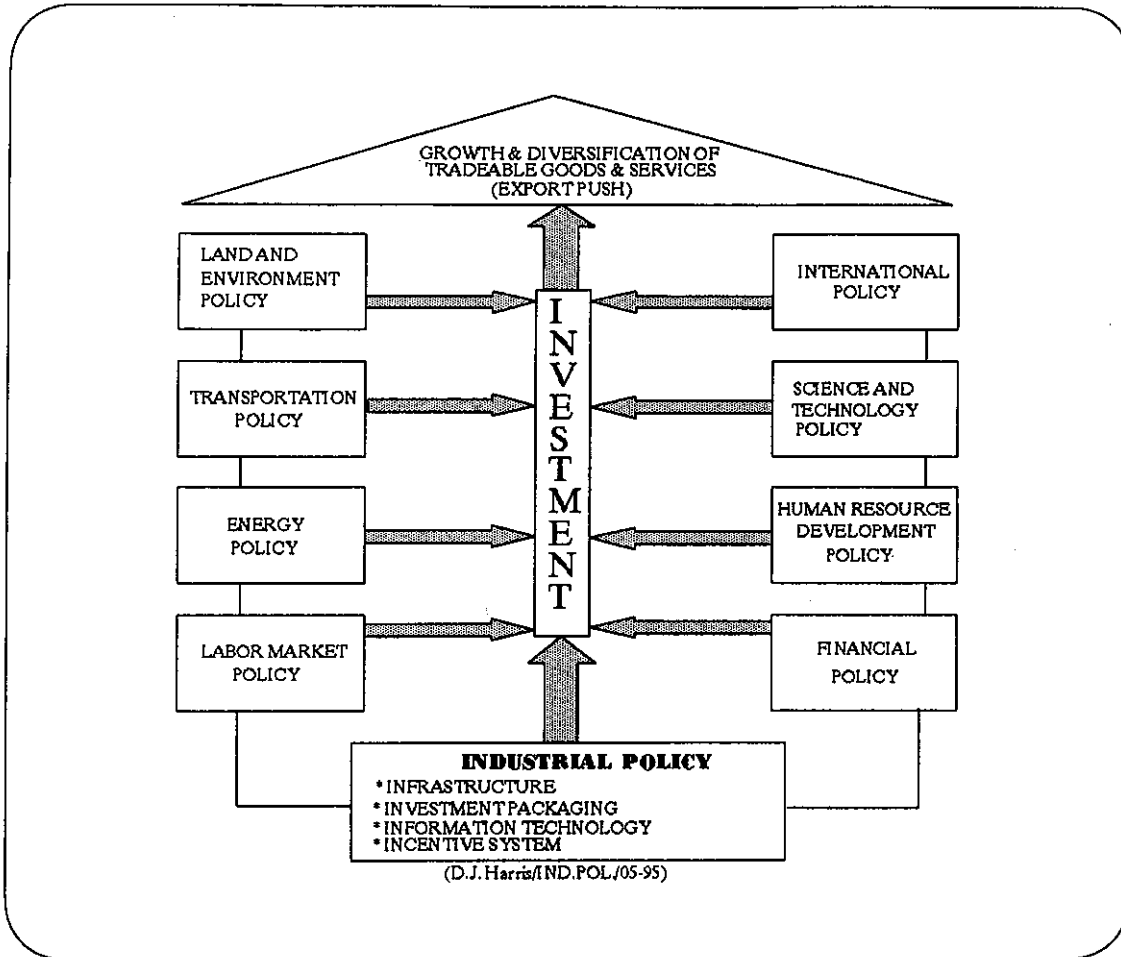 GROWTH & DIVERSIFICATION OF
TRADEABLE GOODS & SERVICES
(EXPORT PUSH)
LAND AND
ENVIRONMENT
POLICY
TRANSPORTATION
POLICY
ENERGY
POLICY
LABOR MARKET
POLICY
INVESTMENT
INTERNATIONAL
POLICY
SCIENCE AND
TECHNOLOGY
POLICY
HUMAN RESOURCE
DEVELOPMENT
POLICY
FINANCIAL
POLICY
INDUSTRIAL POLICY
* INFRASTRUCTURE
* INVESTMENT PACKAGING
* INFORMATION TECHNOLOGY
* INCENTIVE SYSTEM
(D.J. Harris/IND.POL./05-95)